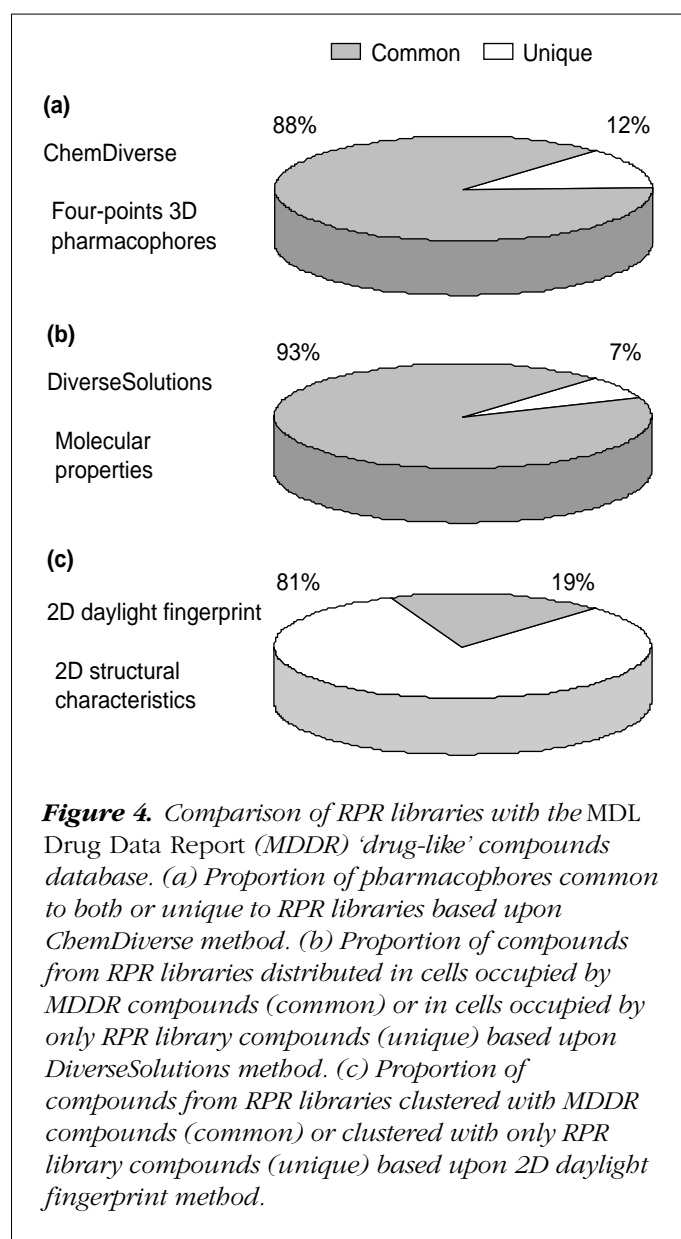 Common Unique
(a)
88% 12%
ChemDiverse
Four-points 3D
pharmacophores
(b)
93% 7%
DiverseSolutions
Molecular
properties
(c)
81% 19%
2D daylight fingerprint
2D structural
characteristics
Figure 4. Comparison of RPR libraries with the MDL
Drug Data Report (MDDR) ‘drug-like’ compounds
database. (a) Proportion of pharmacophores common
to both or unique to RPR libraries based upon
ChemDiverse method. (b) Proportion of compounds
from RPR libraries distributed in cells occupied by
MDDR compounds (common) or in cells occupied by
only RPR library compounds (unique) based upon
DiverseSolutions method. (c) Proportion of
compounds from RPR libraries clustered with MDDR
compounds (common) or clustered with only RPR
library compounds (unique) based upon 2D daylight
fingerprint method.